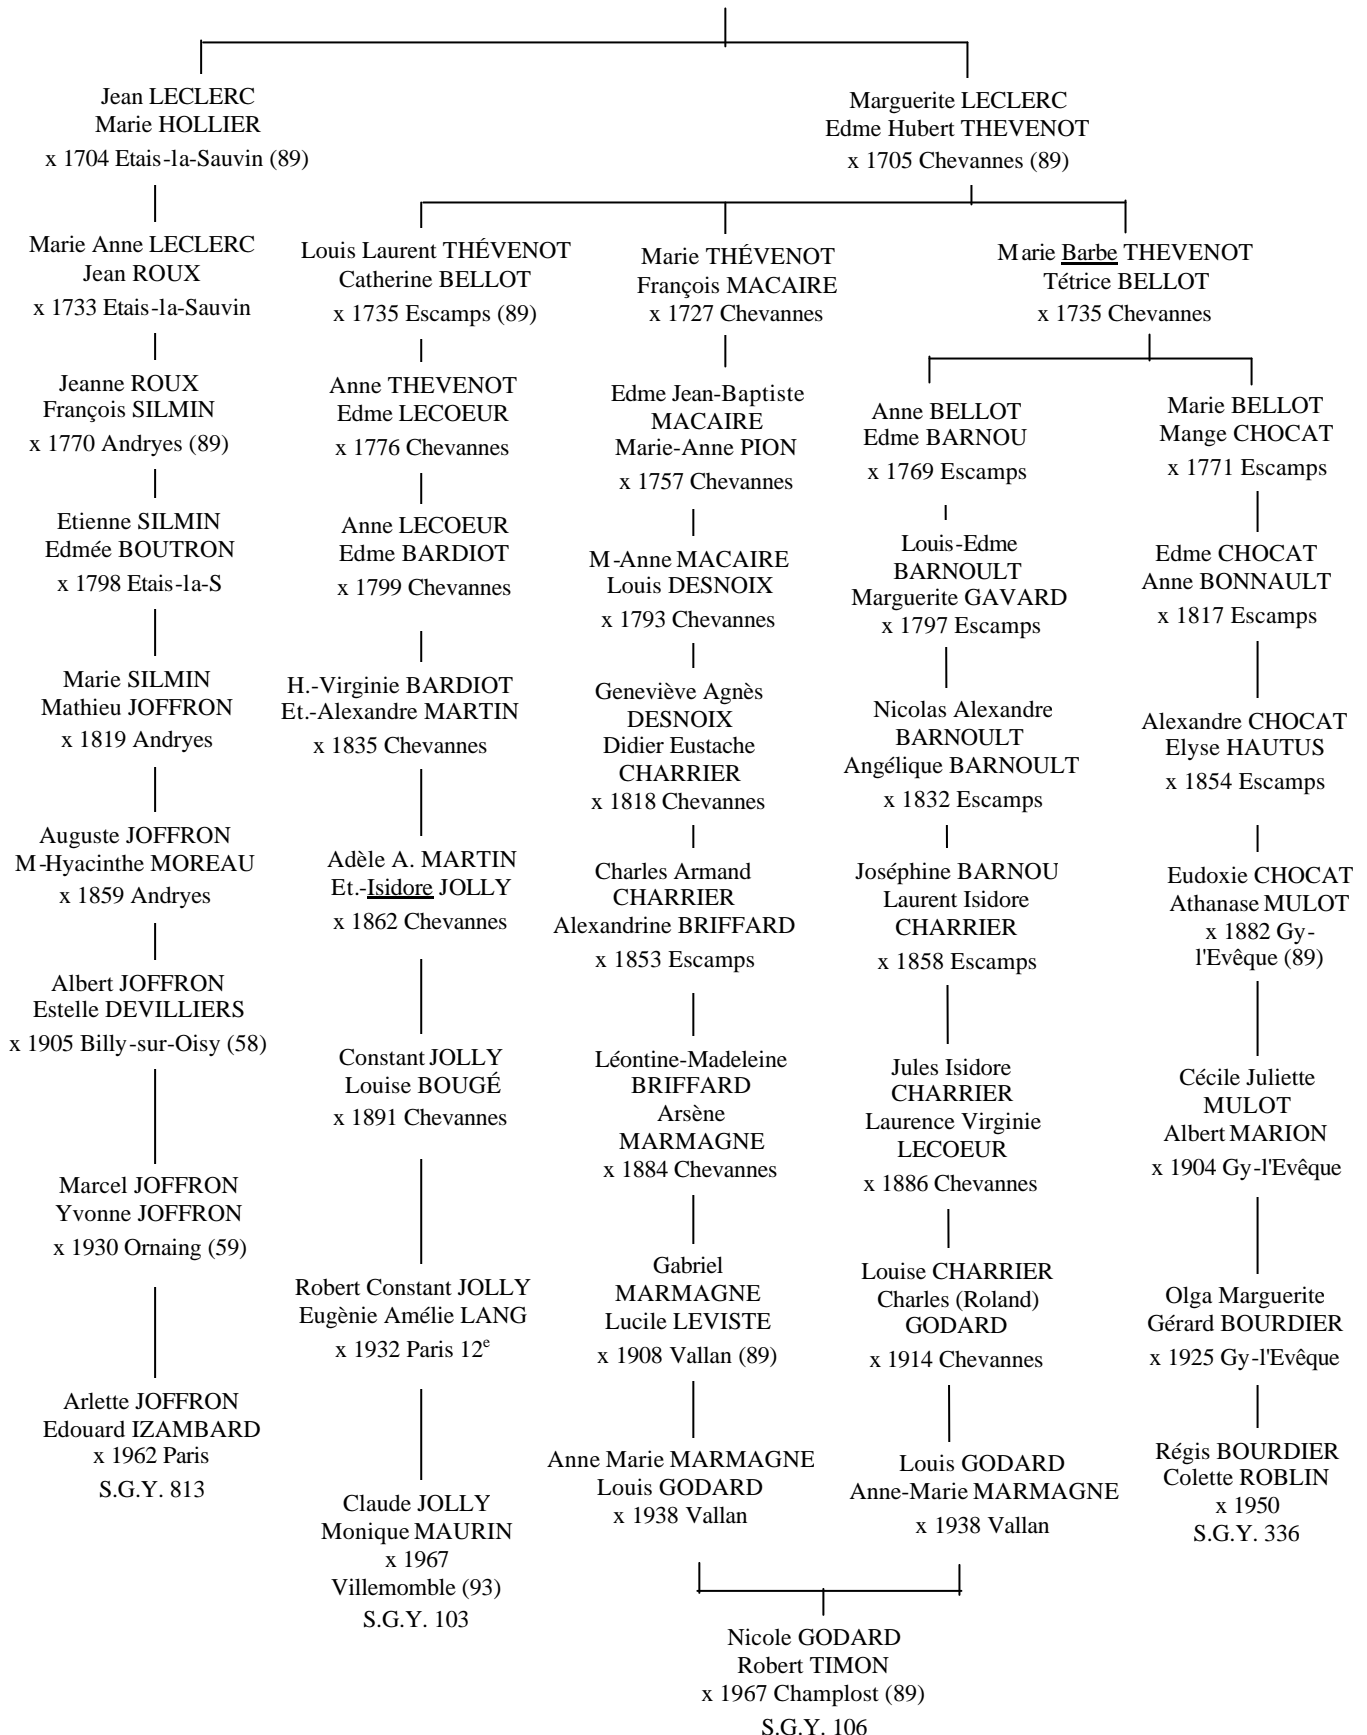 Jean LECLERC
Marie HOLLIER
x 1704 Etais-la-Sauvin (89)
Marguerite LECLERC
Edme Hubert THEVENOT
x 1705 Chevannes (89)
Marie Anne LECLERC
Jean ROUX
x 1733 Etais-la-Sauvin
Louis Laurent THÉVENOT
Catherine BELLOT
x 1735 Escamps (89)
Marie THÉVENOT
François MACAIRE
x 1727 Chevannes
Marie Barbe THEVENOT
Tétrice BELLOT
x 1735 Chevannes
Jeanne ROUX
François SILMIN
x 1770 Andryes (89)
Anne THEVENOT
Edme LECOEUR
x 1776 Chevannes
Edme Jean-Baptiste
MACAIRE
Marie-Anne PION
x 1757 Chevannes
Anne BELLOT
Edme BARNOU
x 1769 Escamps
Marie BELLOT
Mange CHOCAT
x 1771 Escamps
Etienne SILMIN
Edmée BOUTRON
x 1798 Etais-la-S
Anne LECOEUR
Edme BARDIOT
x 1799 Chevannes
M-Anne MACAIRE
Louis DESNOIX
x 1793 Chevannes
Louis-Edme
BARNOULT
Marguerite GAVARD
x 1797 Escamps
Edme CHOCAT
Anne BONNAULT
x 1817 Escamps
Marie SILMIN
Mathieu JOFFRON
x 1819 Andryes
H.-Virginie BARDIOT
Et.-Alexandre MARTIN
x 1835 Chevannes
Geneviève Agnès
DESNOIX
Didier Eustache
CHARRIER
x 1818 Chevannes
Nicolas Alexandre
BARNOULT
Angélique BARNOULT
x 1832 Escamps
Alexandre CHOCAT
Elyse HAUTUS
x 1854 Escamps
Auguste JOFFRON
M-Hyacinthe MOREAU
x 1859 Andryes
Adèle A. MARTIN
Et.-Isidore JOLLY
x 1862 Chevannes
Charles Armand
CHARRIER
Alexandrine BRIFFARD
x 1853 Escamps
Joséphine BARNOU
Laurent Isidore
CHARRIER
x 1858 Escamps
Eudoxie CHOCAT
Athanase MULOT
x 1882 Gy-
l'Evêque (89)
Albert JOFFRON
Estelle DEVILLIERS
x 1905 Billy-sur-Oisy (58)
Constant JOLLY
Louise BOUGÉ
x 1891 Chevannes
Léontine-Madeleine
BRIFFARD
Arsène
MARMAGNE
x 1884 Chevannes
Jules Isidore
CHARRIER
Laurence Virginie
LECOEUR
x 1886 Chevannes
Cécile Juliette
MULOT
Albert MARION
x 1904 Gy-l'Evêque
Marcel JOFFRON
Yvonne JOFFRON
x 1930 Ornaing (59)
Robert Constant JOLLY
Eugènie Amélie LANG
x 1932 Paris 12e
Gabriel
MARMAGNE
Lucile LEVISTE
x 1908 Vallan (89)
Louise CHARRIER
Charles (Roland)
GODARD
x 1914 Chevannes
Olga Marguerite
Gérard BOURDIER
x 1925 Gy-l'Evêque
Arlette JOFFRON
Edouard IZAMBARD
x 1962 Paris
S.G.Y. 813
Claude JOLLY
Monique MAURIN
x 1967
Villemomble (93)
S.G.Y. 103
Anne Marie MARMAGNE
Louis GODARD
x 1938 Vallan
Louis GODARD
Anne-Marie MARMAGNE
x 1938 Vallan
Régis BOURDIER
Colette ROBLIN
x 1950
S.G.Y. 336
Nicole GODARD
Robert TIMON
x 1967 Champlost (89)
S.G.Y. 106